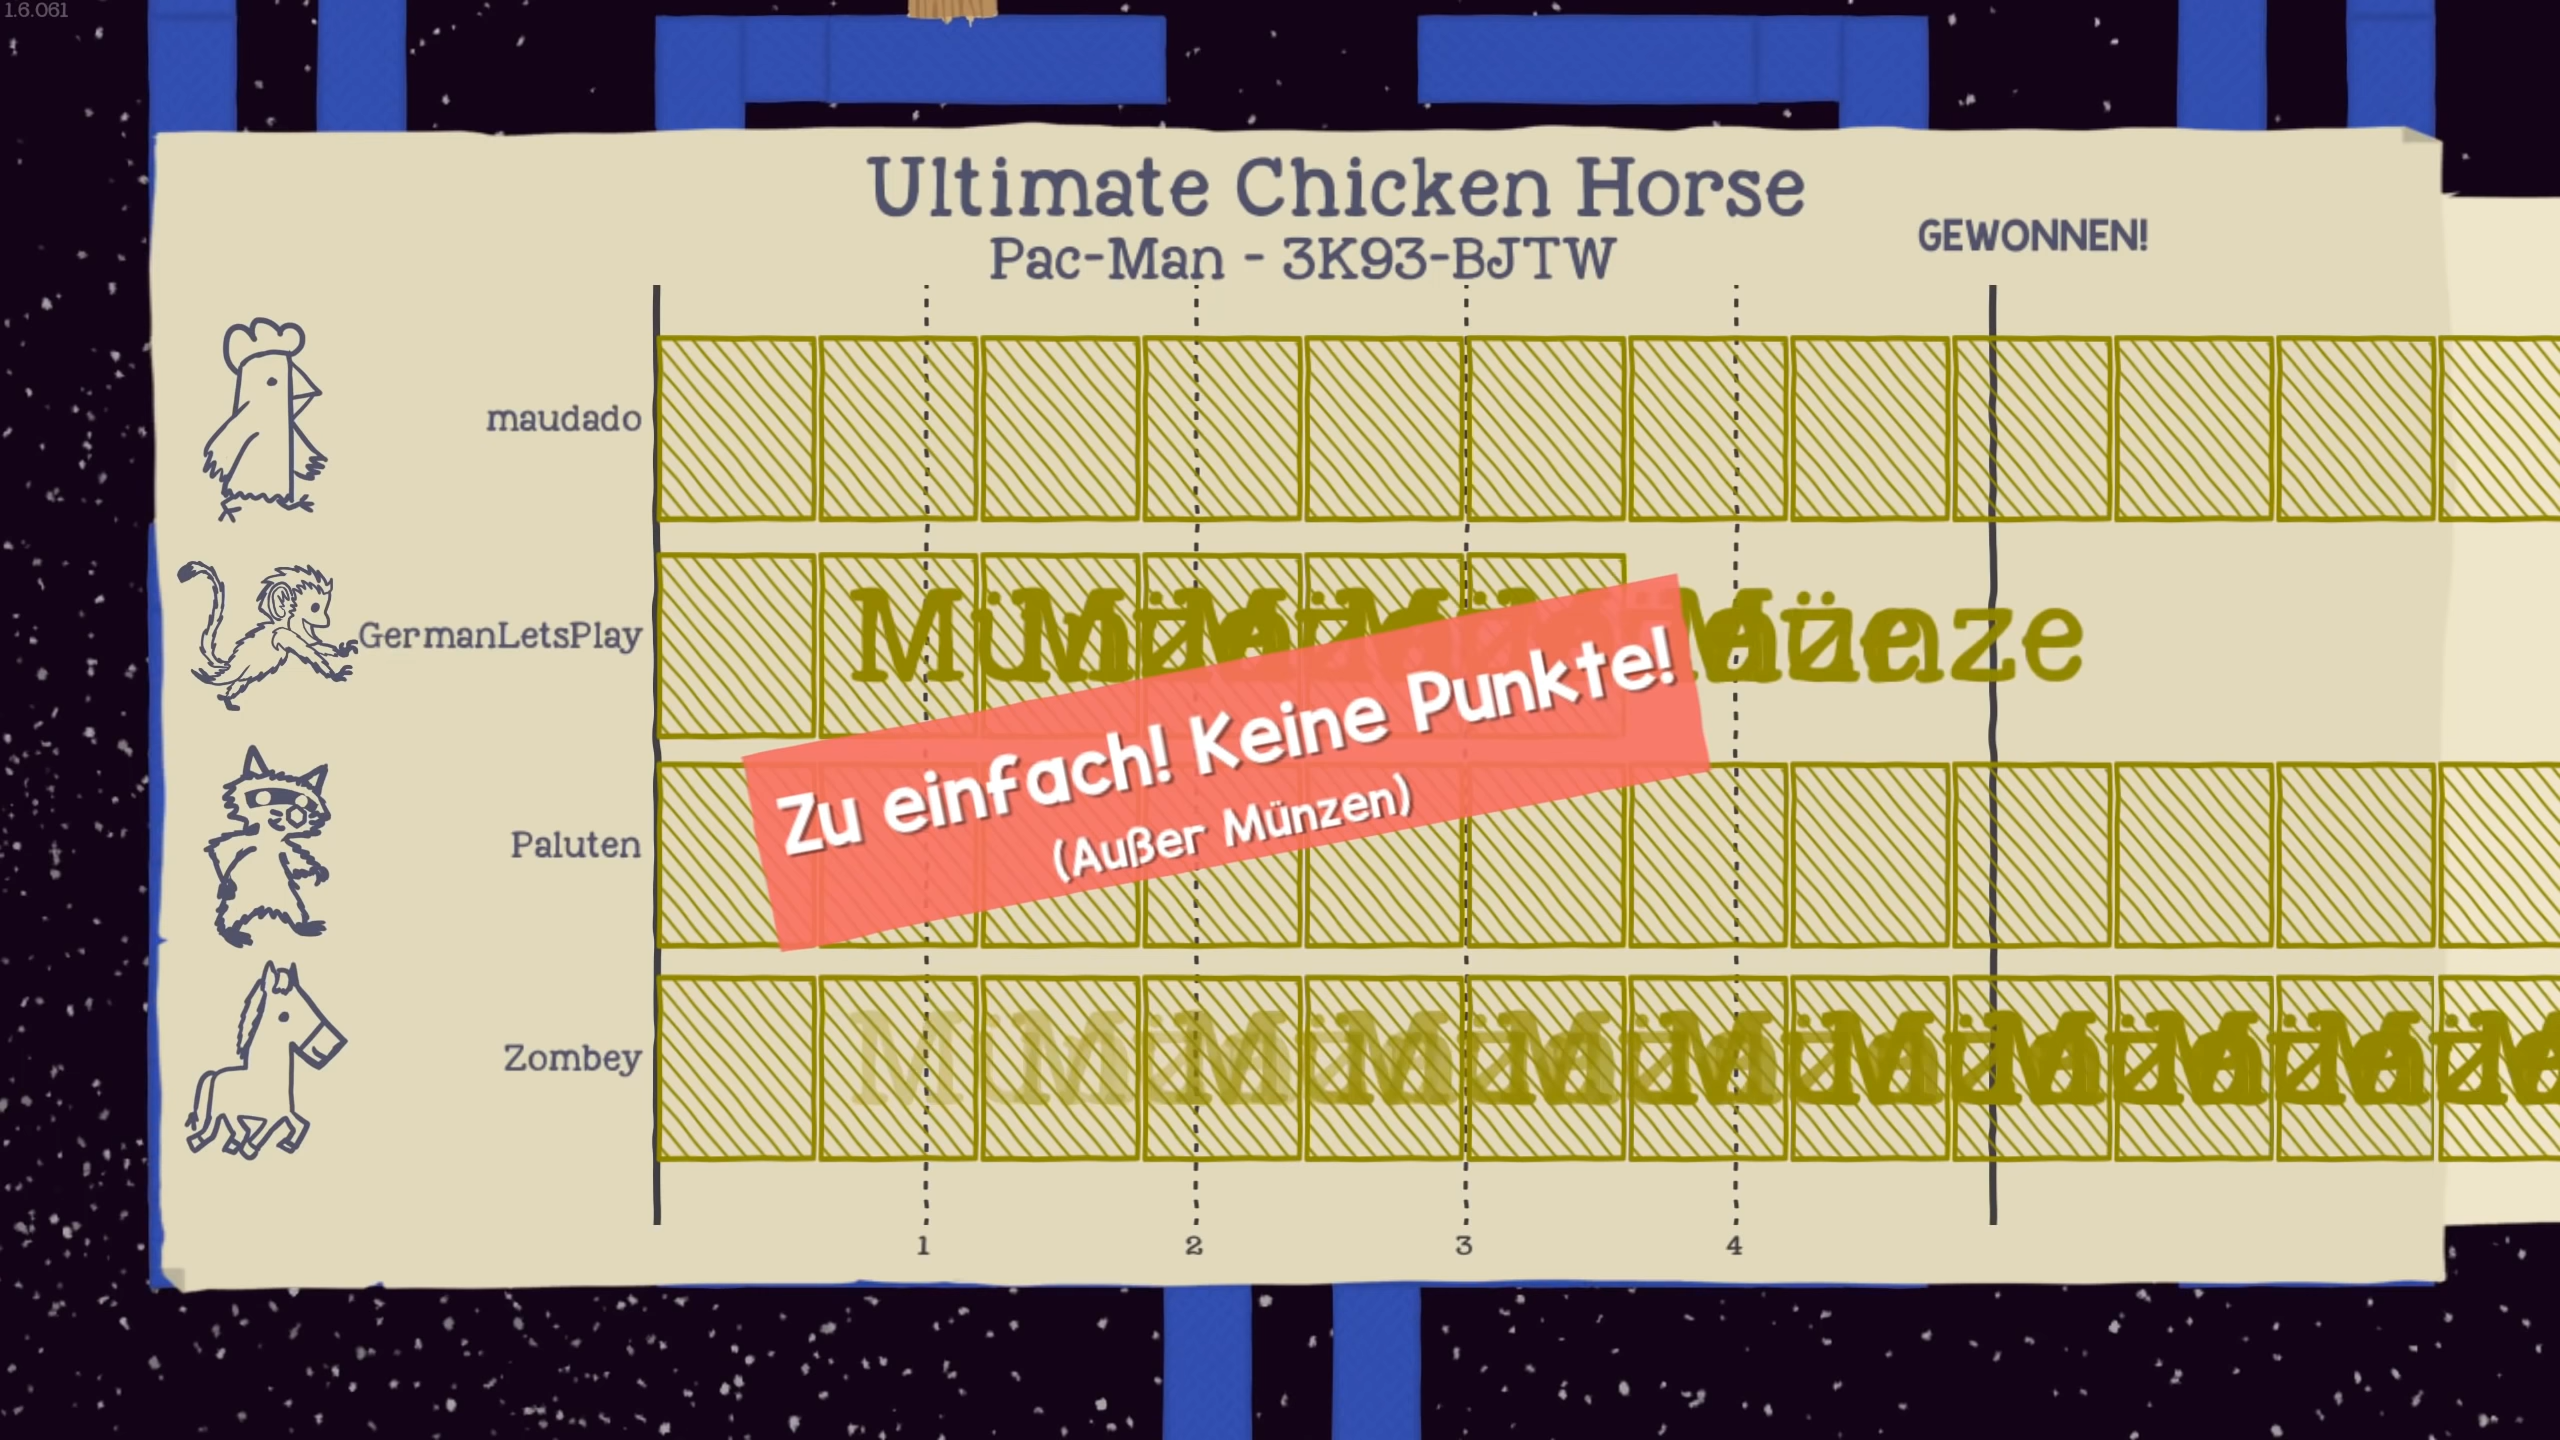 1.6.061
Ultimate Chicken Horse
Pac-Man - 3K93-BJTW
GEWONNEN!
maudado
GermanLetsPlay
Münze
Zu einfach! Keine Punkte!
(Außer Münzen)
Paluten
Zombey
1 2 3 4